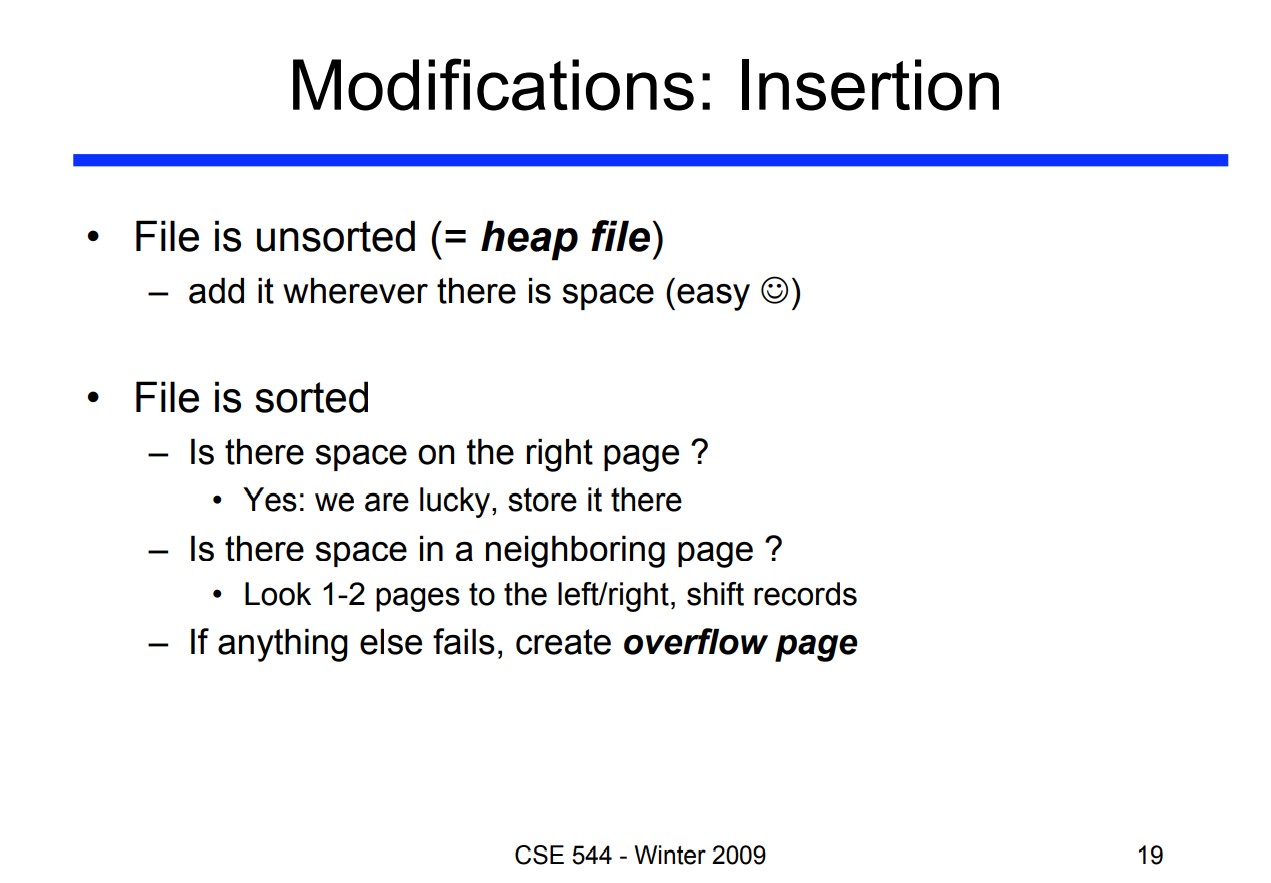 Modifications: Insertion
• File is unsorted (= heap file)
– add it wherever there is space (easy ☺)
• File is sorted
– Is there space on the right page ?
• Yes: we are lucky, store it there
– Is there space in a neighboring page ?
• Look 1-2 pages to the left/right, shift records
– If anything else fails, create overflow page
CSE 544 - Winter 2009
19